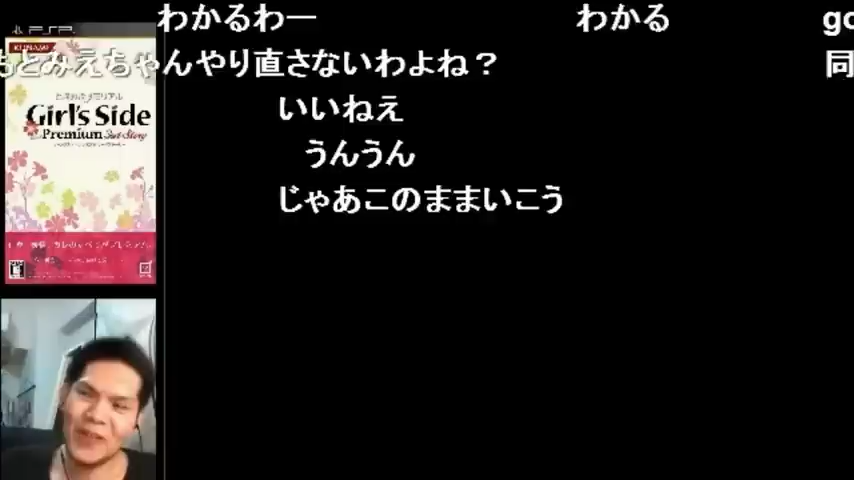 わかるわー
わかる
go
もとみえちゃんやり直さないわよね？
同
いいねえ
うんうん
じゃあこのままいこう
PSP
KONAMI
ときめきメモリアル
Girl's Side
Premium 3rd Story